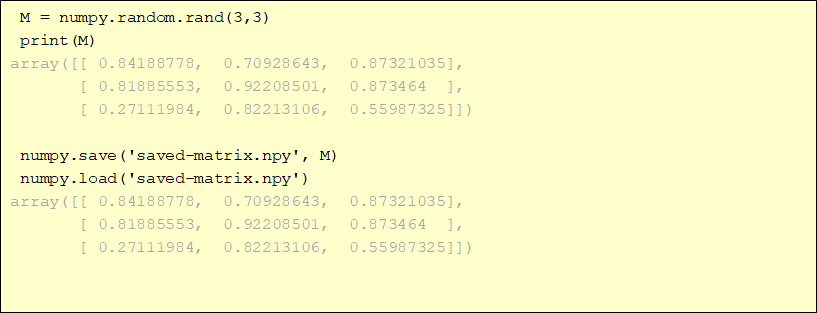 M = numpy.random.rand(3,3)
print(M)
array([[ 0.84188778,  0.70928643,  0.87321035],
       [ 0.81885553,  0.92208501,  0.873464  ],
       [ 0.27111984,  0.82213106,  0.55987325]])
numpy.save('saved-matrix.npy', M)
numpy.load('saved-matrix.npy')
array([[ 0.84188778,  0.70928643,  0.87321035],
       [ 0.81885553,  0.92208501,  0.873464  ],
       [ 0.27111984,  0.82213106,  0.55987325]])